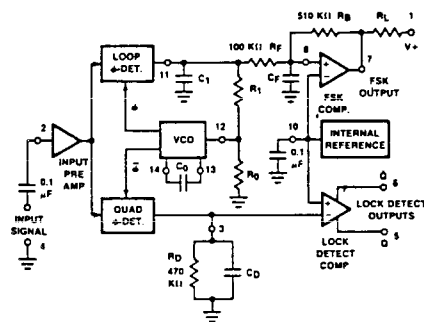 510 KΩ RB RL 1
V+
LOOP
ϕ-DET.
11
C1
100 KΩ RF
8
CF
7
FSK
OUTPUT
FSK
COMP.
R1
2
INPUT
PRE
AMP
ϕ
VCO
12
10
INTERNAL
REFERENCE
0.1
μF
14
C0
13
R0
0.1
μF
INPUT
SIGNAL
4
QUAD
ϕ-DET.
Q
6
LOCK DETECT
OUTPUTS
Q
5
LOCK
DETECT
COMP
3
RD
470
KΩ
CD